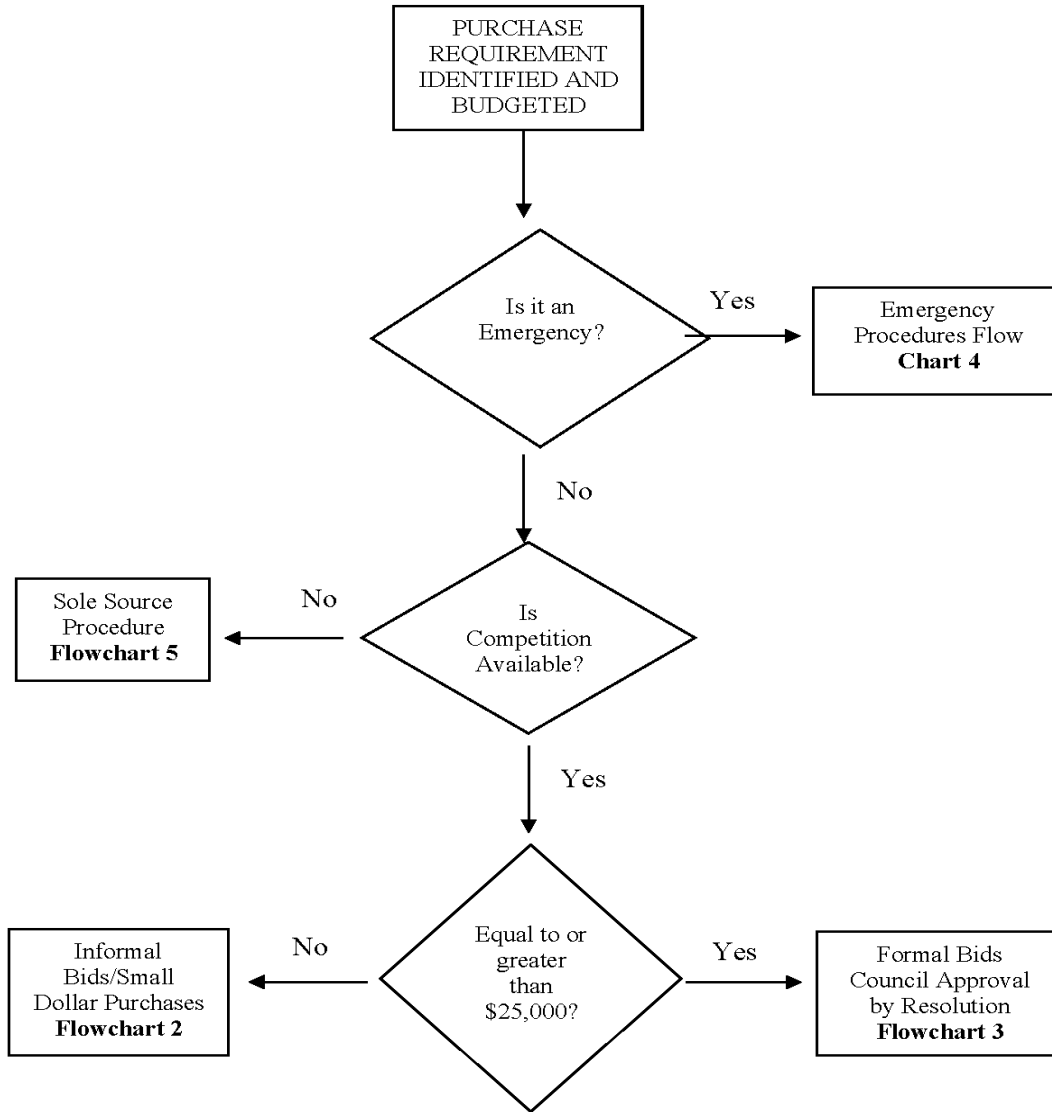 PURCHASE
REQUIREMENT
IDENTIFIED AND
BUDGETED
Is it an
Emergency?
Yes
Emergency
Procedures Flow
Chart 4
No
Is
Competition
Available?
No
Sole Source
Procedure
Flowchart 5
Yes
Equal to or
greater
than
$25,000?
No
Informal
Bids/Small
Dollar Purchases
Flowchart 2
Yes
Formal Bids
Council Approval
by Resolution
Flowchart 3